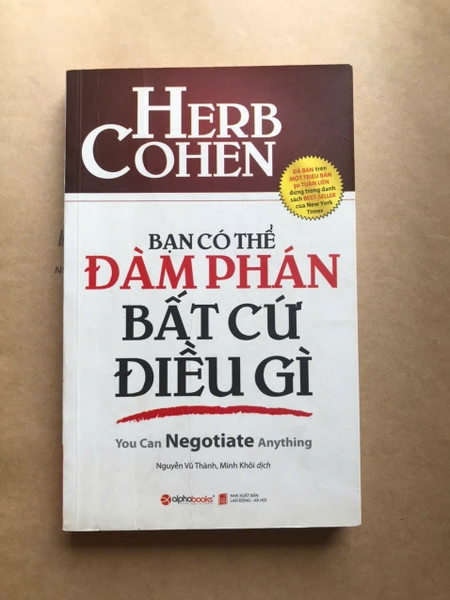 HERB
COHEN
ĐÃ BÁN trên
MỘT TRIỆU BẢN
30 TUẦN LIỀN
đứng trong danh
sách BEST-SELLER
của New York
Times
BẠN CÓ THỂ
ĐÀM PHÁN
BẤT CỨ
ĐIỀU GÌ
You Can Negotiate Anything
Nguyễn Vũ Thành, Minh Khôi dịch
alphabooks
NHÀ XUẤT BẢN
LAO ĐỘNG - XÃ HỘI